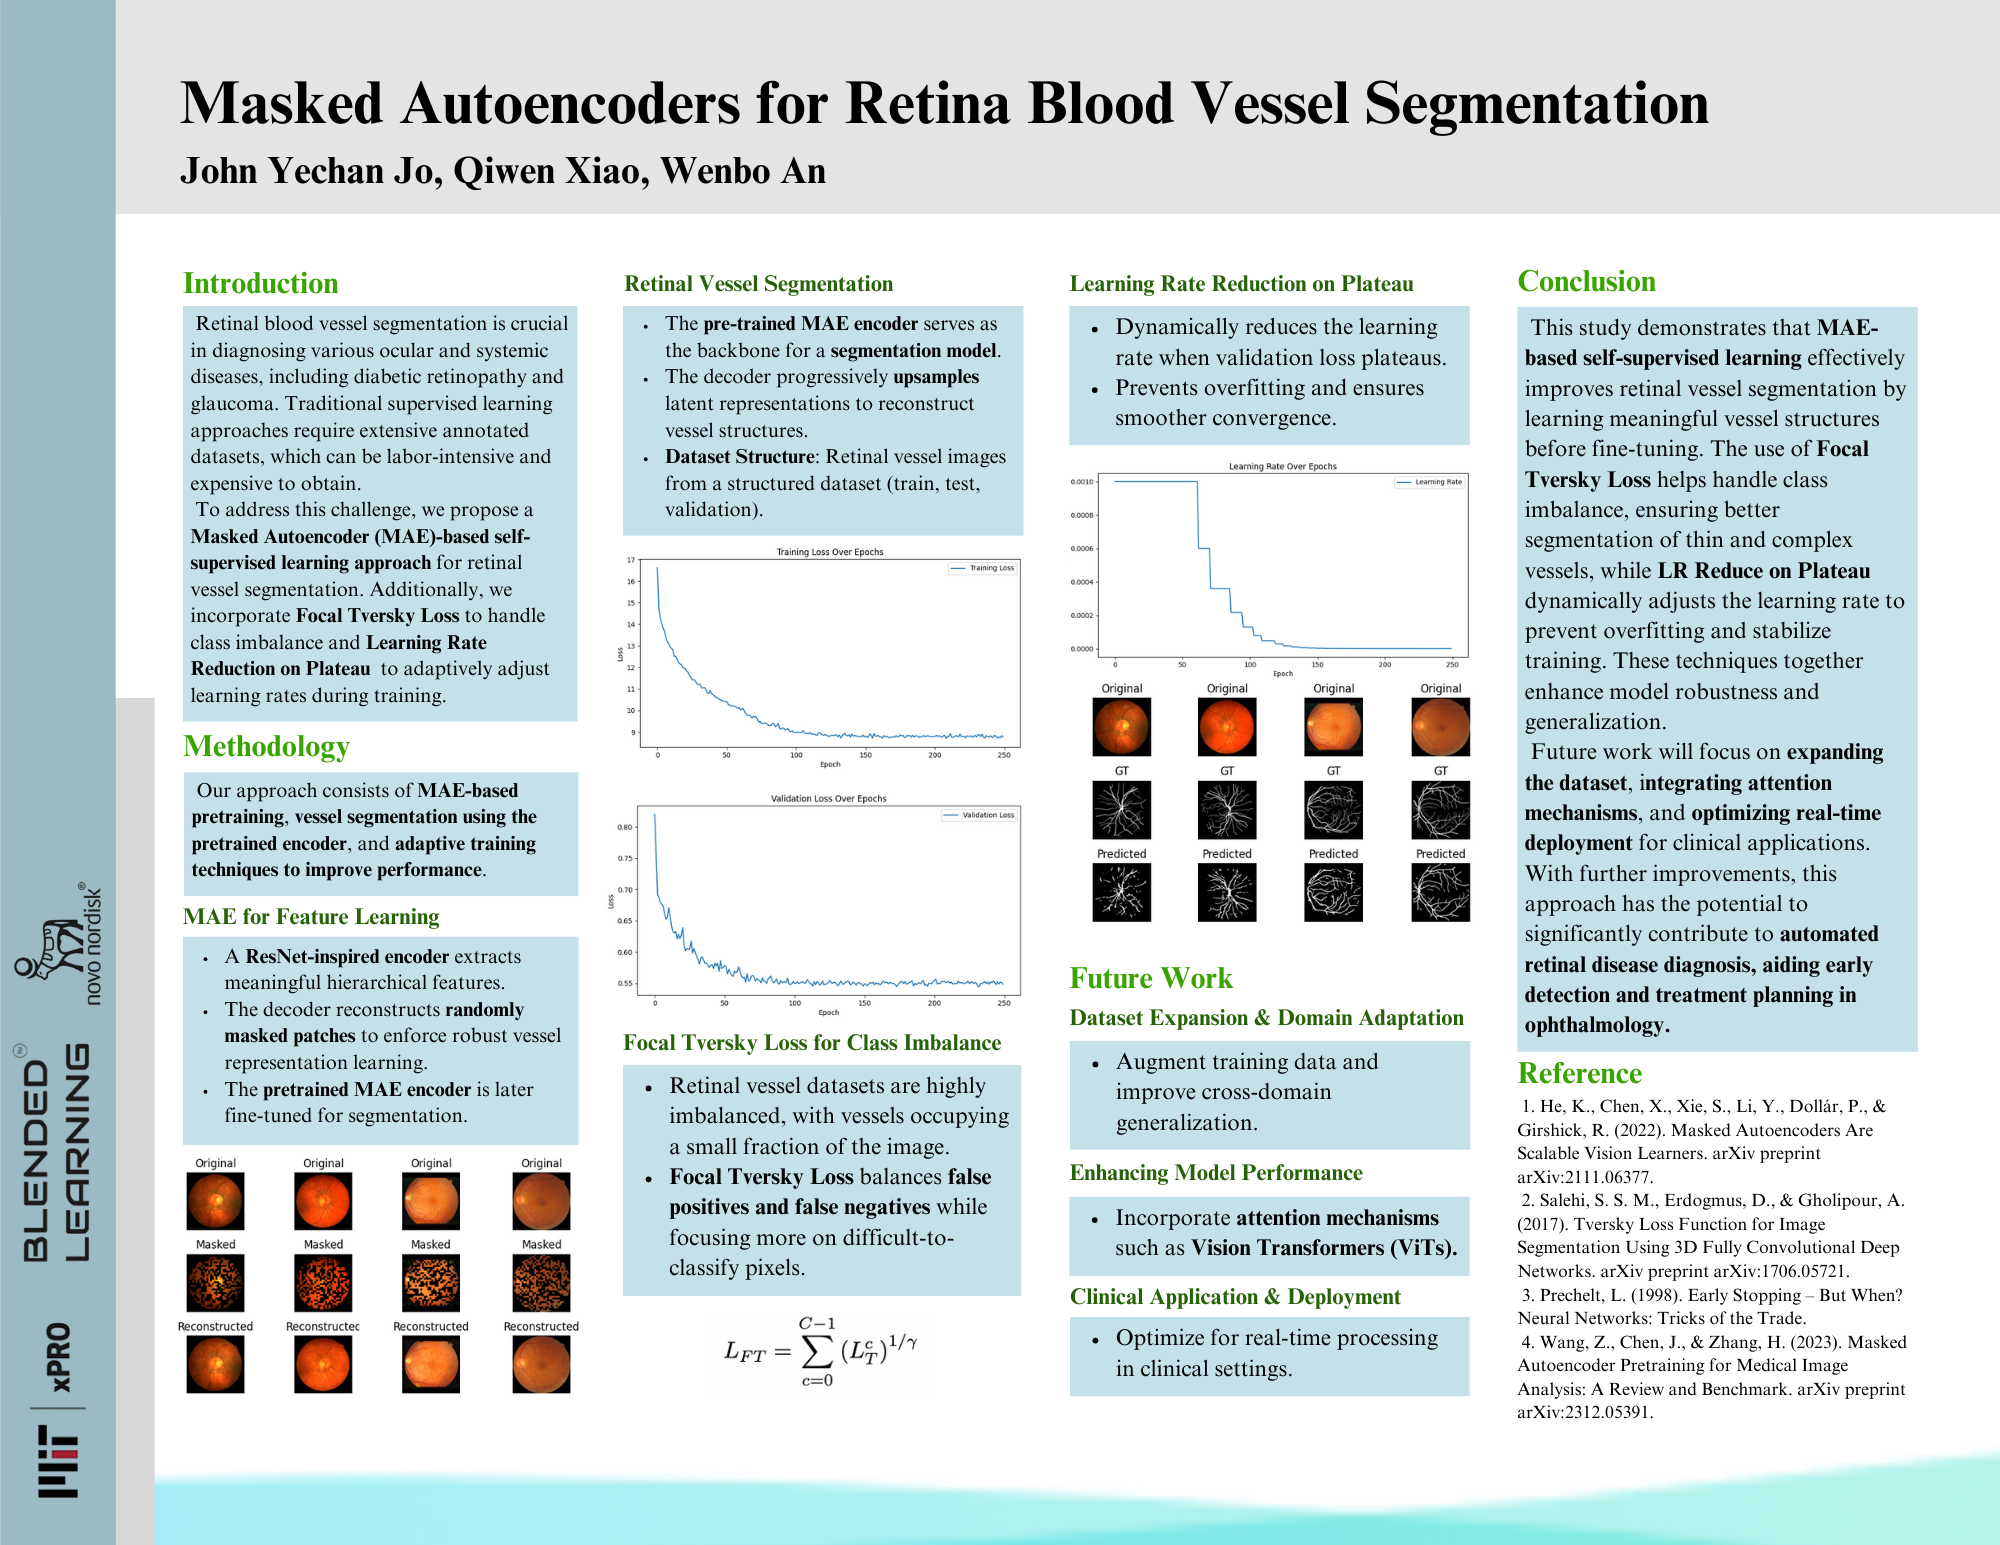 Masked Autoencoders for Retina Blood Vessel Segmentation
John Yechan Jo, Qiwen Xiao, Wenbo An
Introduction
Retinal blood vessel segmentation is crucial
in diagnosing various ocular and systemic
diseases, including diabetic retinopathy and
glaucoma. Traditional supervised learning
approaches require extensive annotated
datasets, which can be labor-intensive and
expensive to obtain.
To address this challenge, we propose a
Masked Autoencoder (MAE)-based self-
supervised learning approach for retinal
vessel segmentation. Additionally, we
incorporate Focal Tversky Loss to handle
class imbalance and Learning Rate
Reduction on Plateau to adaptively adjust
learning rates during training.
Methodology
Our approach consists of MAE-based
pretraining, vessel segmentation using the
pretrained encoder, and adaptive training
techniques to improve performance.
MAE for Feature Learning
• A ResNet-inspired encoder extracts
meaningful hierarchical features.
• The decoder reconstructs randomly
masked patches to enforce robust vessel
representation learning.
• The pretrained MAE encoder is later
fine-tuned for segmentation.
Original Original Original Original
Masked Masked Masked Masked
Reconstructed Reconstructed Reconstructed Reconstructed
Retinal Vessel Segmentation
• The pre-trained MAE encoder serves as
the backbone for a segmentation model.
• The decoder progressively upsamples
latent representations to reconstruct
vessel structures.
• Dataset Structure: Retinal vessel images
from a structured dataset (train, test,
validation).
Training Loss Over Epochs
Training Loss
17
16
15
14
13
12
11
10
9
Loss
0 50 100 150 200 250
Epoch
Validation Loss Over Epochs
Validation Loss
0.80
0.75
0.70
0.65
0.60
0.55
Loss
0 50 100 150 200 250
Epoch
Focal Tversky Loss for Class Imbalance
• Retinal vessel datasets are highly
imbalanced, with vessels occupying
a small fraction of the image.
• Focal Tversky Loss balances false
positives and false negatives while
focusing more on difficult-to-
classify pixels.
L_{FT} = \sum_{c=0}^{C-1} (L_T^c)^{1/γ}
Learning Rate Reduction on Plateau
• Dynamically reduces the learning
rate when validation loss plateaus.
• Prevents overfitting and ensures
smoother convergence.
Learning Rate Over Epochs
Learning Rate
0.0010
0.0008
0.0006
0.0004
0.0002
0.0000
0 50 100 150 200 250
Epoch
Original Original Original Original
GT GT GT GT
Predicted Predicted Predicted Predicted
Future Work
Dataset Expansion & Domain Adaptation
• Augment training data and
improve cross-domain
generalization.
Enhancing Model Performance
• Incorporate attention mechanisms
such as Vision Transformers (ViTs).
Clinical Application & Deployment
• Optimize for real-time processing
in clinical settings.
Conclusion
This study demonstrates that MAE-
based self-supervised learning effectively
improves retinal vessel segmentation by
learning meaningful vessel structures
before fine-tuning. The use of Focal
Tversky Loss helps handle class
imbalance, ensuring better
segmentation of thin and complex
vessels, while LR Reduce on Plateau
dynamically adjusts the learning rate to
prevent overfitting and stabilize
training. These techniques together
enhance model robustness and
generalization.
Future work will focus on expanding
the dataset, integrating attention
mechanisms, and optimizing real-time
deployment for clinical applications.
With further improvements, this
approach has the potential to
significantly contribute to automated
retinal disease diagnosis, aiding early
detection and treatment planning in
ophthalmology.
Reference
1. He, K., Chen, X., Xie, S., Li, Y., Dollár, P., &
Girshick, R. (2022). Masked Autoencoders Are
Scalable Vision Learners. arXiv preprint
arXiv:2111.06377.
2. Salehi, S. S. M., Erdogmus, D., & Gholipour, A.
(2017). Tversky Loss Function for Image
Segmentation Using 3D Fully Convolutional Deep
Networks. arXiv preprint arXiv:1706.05721.
3. Prechelt, L. (1998). Early Stopping – But When?
Neural Networks: Tricks of the Trade.
4. Wang, Z., Chen, J., & Zhang, H. (2023). Masked
Autoencoder Pretraining for Medical Image
Analysis: A Review and Benchmark. arXiv preprint
arXiv:2312.05391.
MIT | xPRO
BLENDED™
LEARNING
novo nordisk®